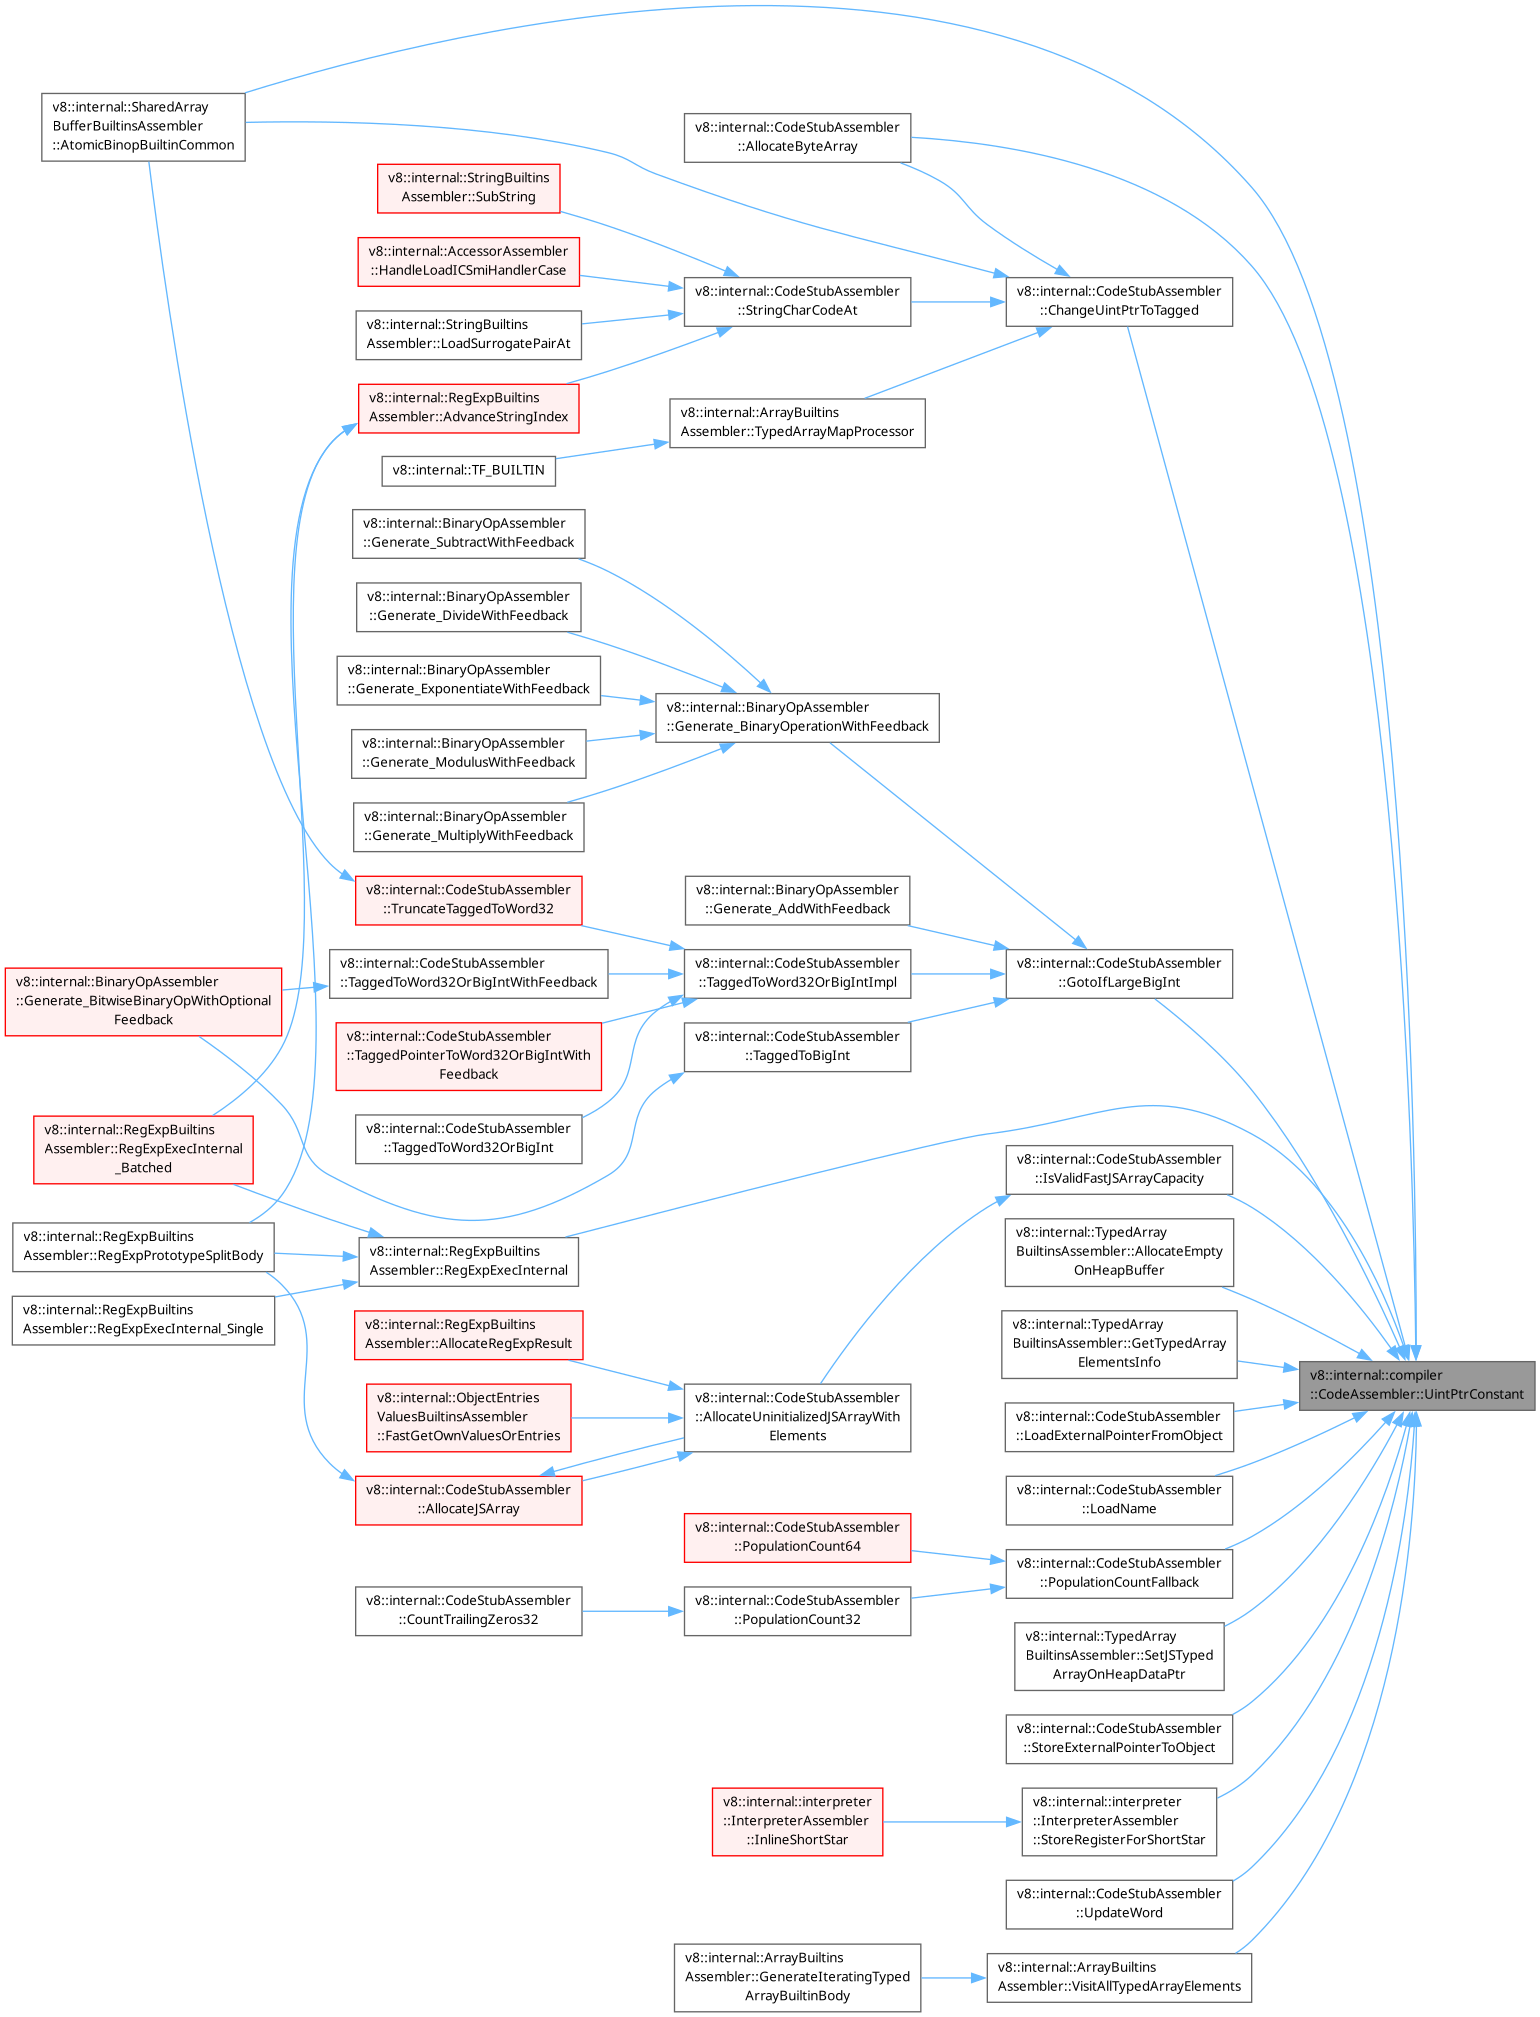 v8::internal::SharedArray
BufferBuiltinsAssembler
::AtomicBinopBuiltinCommon
v8::internal::CodeStubAssembler
::AllocateByteArray
v8::internal::StringBuiltins
Assembler::SubString
v8::internal::AccessorAssembler
::HandleLoadICSmiHandlerCase
v8::internal::CodeStubAssembler
::StringCharCodeAt
v8::internal::CodeStubAssembler
::ChangeUintPtrToTagged
v8::internal::StringBuiltins
Assembler::LoadSurrogatePairAt
v8::internal::RegExpBuiltins
Assembler::AdvanceStringIndex
v8::internal::ArrayBuiltins
Assembler::TypedArrayMapProcessor
v8::internal::TF_BUILTIN
v8::internal::BinaryOpAssembler
::Generate_SubtractWithFeedback
v8::internal::BinaryOpAssembler
::Generate_DivideWithFeedback
v8::internal::BinaryOpAssembler
::Generate_ExponentiateWithFeedback
v8::internal::BinaryOpAssembler
::Generate_BinaryOperationWithFeedback
v8::internal::BinaryOpAssembler
::Generate_ModulusWithFeedback
v8::internal::BinaryOpAssembler
::Generate_MultiplyWithFeedback
v8::internal::CodeStubAssembler
::TruncateTaggedToWord32
v8::internal::BinaryOpAssembler
::Generate_AddWithFeedback
v8::internal::BinaryOpAssembler
::Generate_BitwiseBinaryOpWithOptional
Feedback
v8::internal::CodeStubAssembler
::TaggedToWord32OrBigIntWithFeedback
v8::internal::CodeStubAssembler
::TaggedToWord32OrBigIntImpl
v8::internal::CodeStubAssembler
::GotoIfLargeBigInt
v8::internal::CodeStubAssembler
::TaggedPointerToWord32OrBigIntWith
Feedback
v8::internal::CodeStubAssembler
::TaggedToBigInt
v8::internal::RegExpBuiltins
Assembler::RegExpExecInternal
_Batched
v8::internal::CodeStubAssembler
::TaggedToWord32OrBigInt
v8::internal::CodeStubAssembler
::IsValidFastJSArrayCapacity
v8::internal::RegExpBuiltins
Assembler::RegExpPrototypeSplitBody
v8::internal::RegExpBuiltins
Assembler::RegExpExecInternal
v8::internal::TypedArray
BuiltinsAssembler::AllocateEmpty
OnHeapBuffer
v8::internal::RegExpBuiltins
Assembler::RegExpExecInternal_Single
v8::internal::RegExpBuiltins
Assembler::AllocateRegExpResult
v8::internal::TypedArray
BuiltinsAssembler::GetTypedArray
ElementsInfo
v8::internal::compiler
::CodeAssembler::UintPtrConstant
v8::internal::ObjectEntries
ValuesBuiltinsAssembler
::FastGetOwnValuesOrEntries
v8::internal::CodeStubAssembler
::AllocateUninitializedJSArrayWith
Elements
v8::internal::CodeStubAssembler
::LoadExternalPointerFromObject
v8::internal::CodeStubAssembler
::AllocateJSArray
v8::internal::CodeStubAssembler
::LoadName
v8::internal::CodeStubAssembler
::PopulationCount64
v8::internal::CodeStubAssembler
::PopulationCountFallback
v8::internal::CodeStubAssembler
::CountTrailingZeros32
v8::internal::CodeStubAssembler
::PopulationCount32
v8::internal::TypedArray
BuiltinsAssembler::SetJSTyped
ArrayOnHeapDataPtr
v8::internal::CodeStubAssembler
::StoreExternalPointerToObject
v8::internal::interpreter
::InterpreterAssembler
::InlineShortStar
v8::internal::interpreter
::InterpreterAssembler
::StoreRegisterForShortStar
v8::internal::CodeStubAssembler
::UpdateWord
v8::internal::ArrayBuiltins
Assembler::GenerateIteratingTyped
ArrayBuiltinBody
v8::internal::ArrayBuiltins
Assembler::VisitAllTypedArrayElements